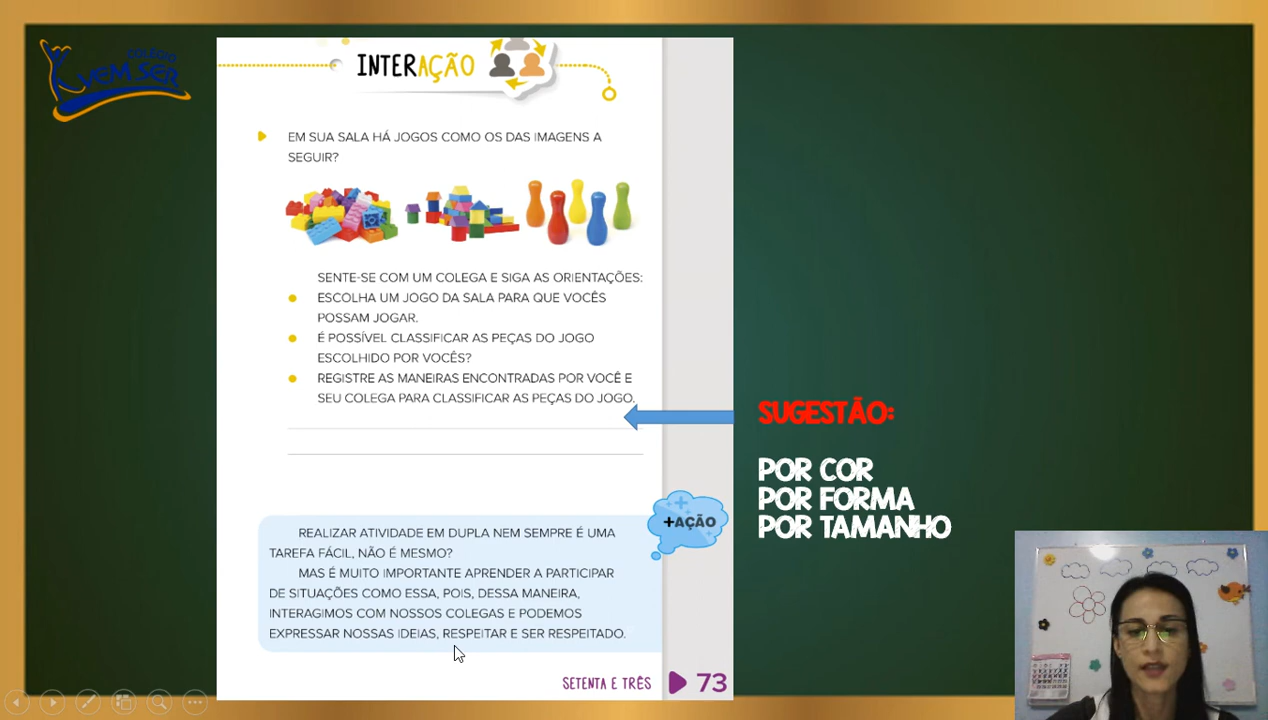 COLÉGIO
VEM SER
INTERAÇÃO
EM SUA SALA HÁ JOGOS COMO OS DAS IMAGENS A
SEGUIR?
SENTE-SE COM UM COLEGA E SIGA AS ORIENTAÇÕES:
ESCOLHA UM JOGO DA SALA PARA QUE VOCÊS
POSSAM JOGAR.
É POSSÍVEL CLASSIFICAR AS PEÇAS DO JOGO
ESCOLHIDO POR VOCÊS?
REGISTRE AS MANEIRAS ENCONTRADAS POR VOCÊ E
SEU COLEGA PARA CLASSIFICAR AS PEÇAS DO JOGO.
SUGESTÃO:
POR COR
POR FORMA
POR TAMANHO
+AÇÃO
REALIZAR ATIVIDADE EM DUPLA NEM SEMPRE É UMA
TAREFA FÁCIL, NÃO É MESMO?
MAS É MUITO IMPORTANTE APRENDER A PARTICIPAR
DE SITUAÇÕES COMO ESSA, POIS, DESSA MANEIRA,
INTERAGIMOS COM NOSSOS COLEGAS E PODEMOS
EXPRESSAR NOSSAS IDEIAS, RESPEITAR E SER RESPEITADO.
SETENTA E TRÊS 73